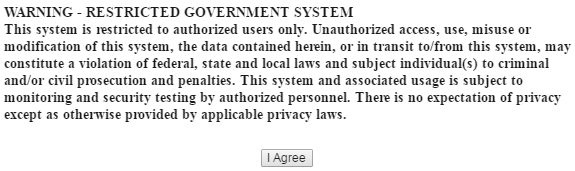 WARNING - RESTRICTED GOVERNMENT SYSTEM
This system is restricted to authorized users only. Unauthorized access, use, misuse or
modification of this system, the data contained herein, or in transit to/from this system, may
constitute a violation of federal, state and local laws and subject individual(s) to criminal
and/or civil prosecution and penalties. This system and associated usage is subject to
monitoring and security testing by authorized personnel. There is no expectation of privacy
except as otherwise provided by applicable privacy laws.
I Agree